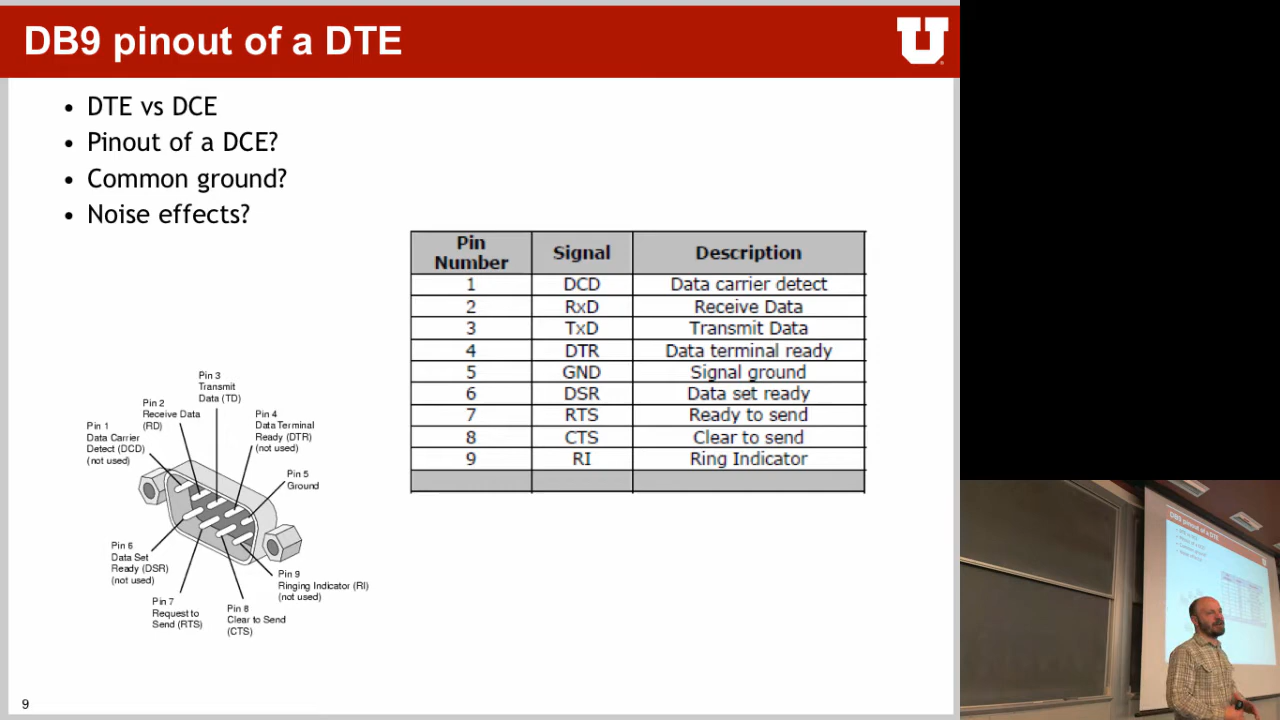 DB9 pinout of a DTE
U
• DTE vs DCE
• Pinout of a DCE?
• Common ground?
• Noise effects?
Pin Number Signal Description
1 DCD Data carrier detect
2 RxD Receive Data
3 TxD Transmit Data
4 DTR Data terminal ready
5 GND Signal ground
6 DSR Data set ready
7 RTS Ready to send
8 CTS Clear to send
9 RI Ring Indicator
Pin 3
Transmit
Data (TD)
Pin 2
Receive Data
(RD)
Pin 4
Data Terminal
Ready (DTR)
(not used)
Pin 1
Data Carrier
Detect (DCD)
(not used)
Pin 5
Ground
Pin 6
Data Set
Ready (DSR)
(not used)
Pin 9
Ringing Indicator (RI)
(not used)
Pin 7
Request to
Send (RTS)
Pin 8
Clear to Send
(CTS)
9
DB9 pinout of a DTE